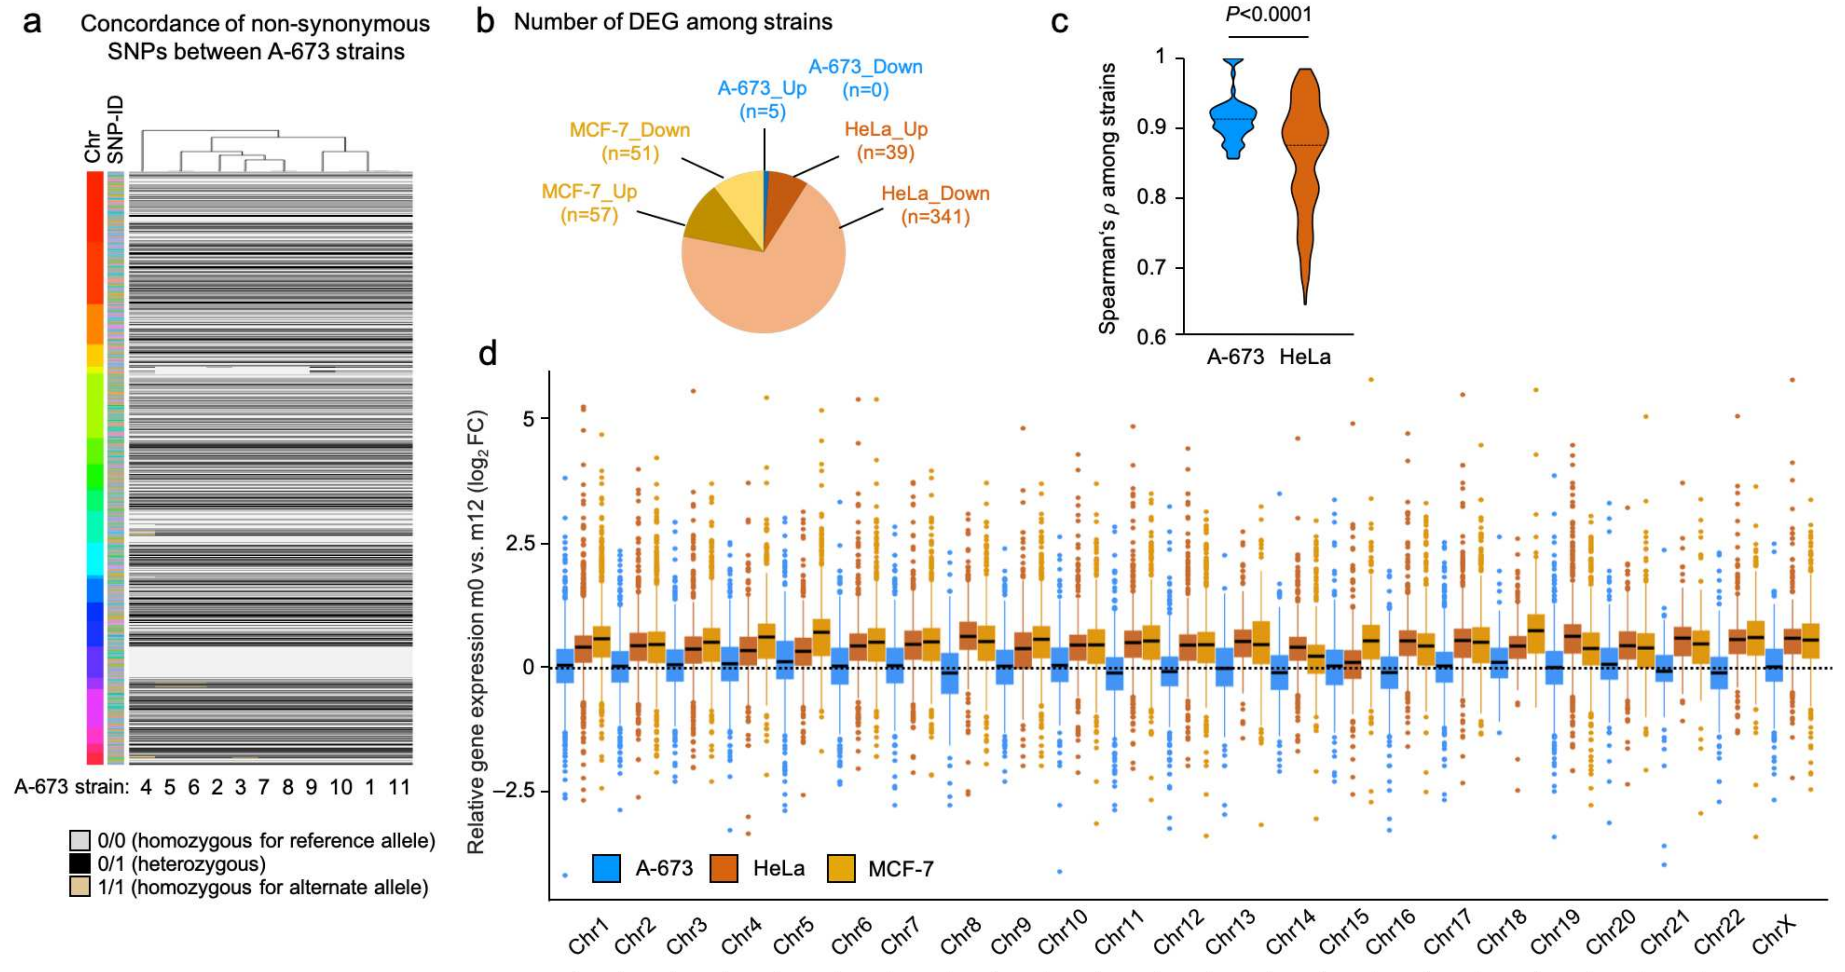 a
Concordance of non-synonymous
SNPs between A-673 strains
Chr
SNP-ID
A-673 strain: 4 5 6 2 3 7 8 9 10 1 11
0/0 (homozygous for reference allele)
0/1 (heterozygous)
1/1 (homozygous for alternate allele)
b
Number of DEG among strains
A-673_Down
(n=0)
A-673_Up
(n=5)
MCF-7_Down
(n=51)
HeLa_Up
(n=39)
MCF-7_Up
(n=57)
HeLa_Down
(n=341)
c
P<0.0001
Spearman‘s ρ among strains
1
0.9
0.8
0.7
0.6
A-673 HeLa
d
Relative gene expression m0 vs. m12 (log2 FC)
5
2.5
0
−2.5
A-673 HeLa MCF-7
Chr1 Chr2 Chr3 Chr4 Chr5 Chr6 Chr7 Chr8 Chr9 Chr10 Chr11 Chr12 Chr13 Chr14 Chr15 Chr16 Chr17 Chr18 Chr19 Chr20 Chr21 Chr22 ChrX